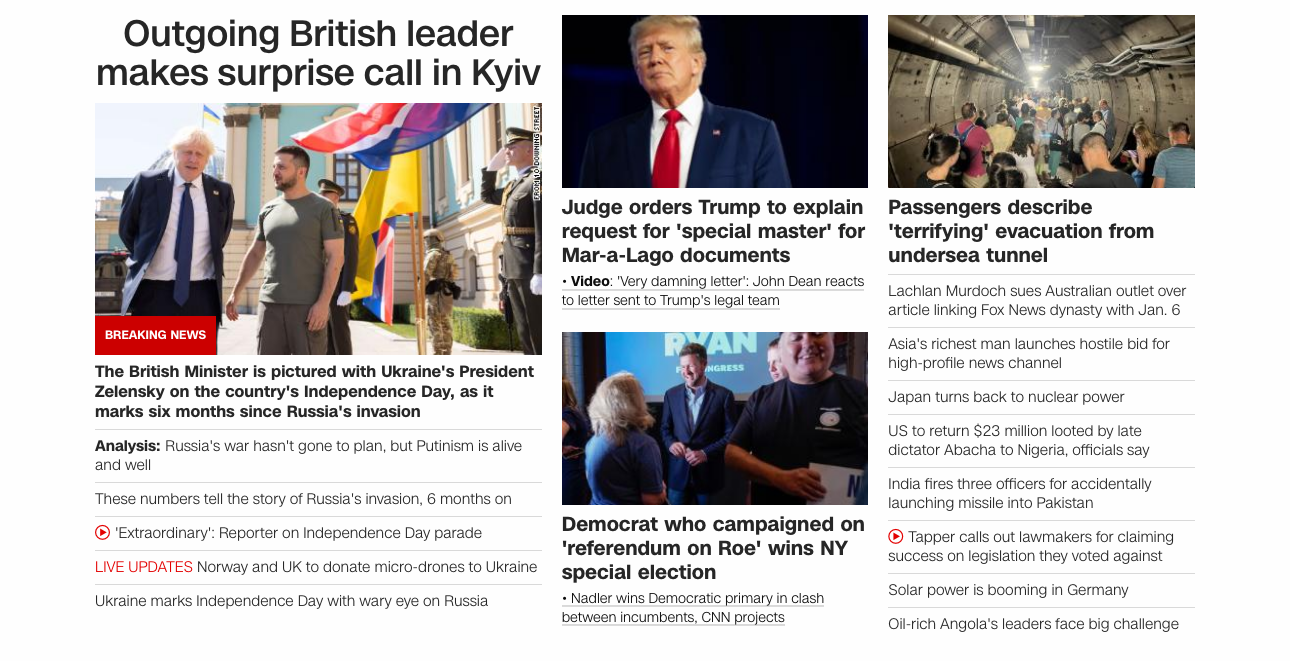 Outgoing British leader
makes surprise call in Kyiv
FROM 10 DOWNING STREET
BREAKING NEWS
The British Minister is pictured with Ukraine's President
Zelensky on the country's Independence Day, as it
marks six months since Russia's invasion
Analysis: Russia's war hasn't gone to plan, but Putinism is alive
and well
These numbers tell the story of Russia's invasion, 6 months on
'Extraordinary': Reporter on Independence Day parade
LIVE UPDATES Norway and UK to donate micro-drones to Ukraine
Ukraine marks Independence Day with wary eye on Russia
Judge orders Trump to explain
request for 'special master' for
Mar-a-Lago documents
• Video: 'Very damning letter': John Dean reacts
to letter sent to Trump's legal team
RYAN
Democrat who campaigned on
'referendum on Roe' wins NY
special election
• Nadler wins Democratic primary in clash
between incumbents, CNN projects
Passengers describe
'terrifying' evacuation from
undersea tunnel
Lachlan Murdoch sues Australian outlet over
article linking Fox News dynasty with Jan. 6
Asia's richest man launches hostile bid for
high-profile news channel
Japan turns back to nuclear power
US to return $23 million looted by late
dictator Abacha to Nigeria, officials say
India fires three officers for accidentally
launching missile into Pakistan
Tapper calls out lawmakers for claiming
success on legislation they voted against
Solar power is booming in Germany
Oil-rich Angola's leaders face big challenge